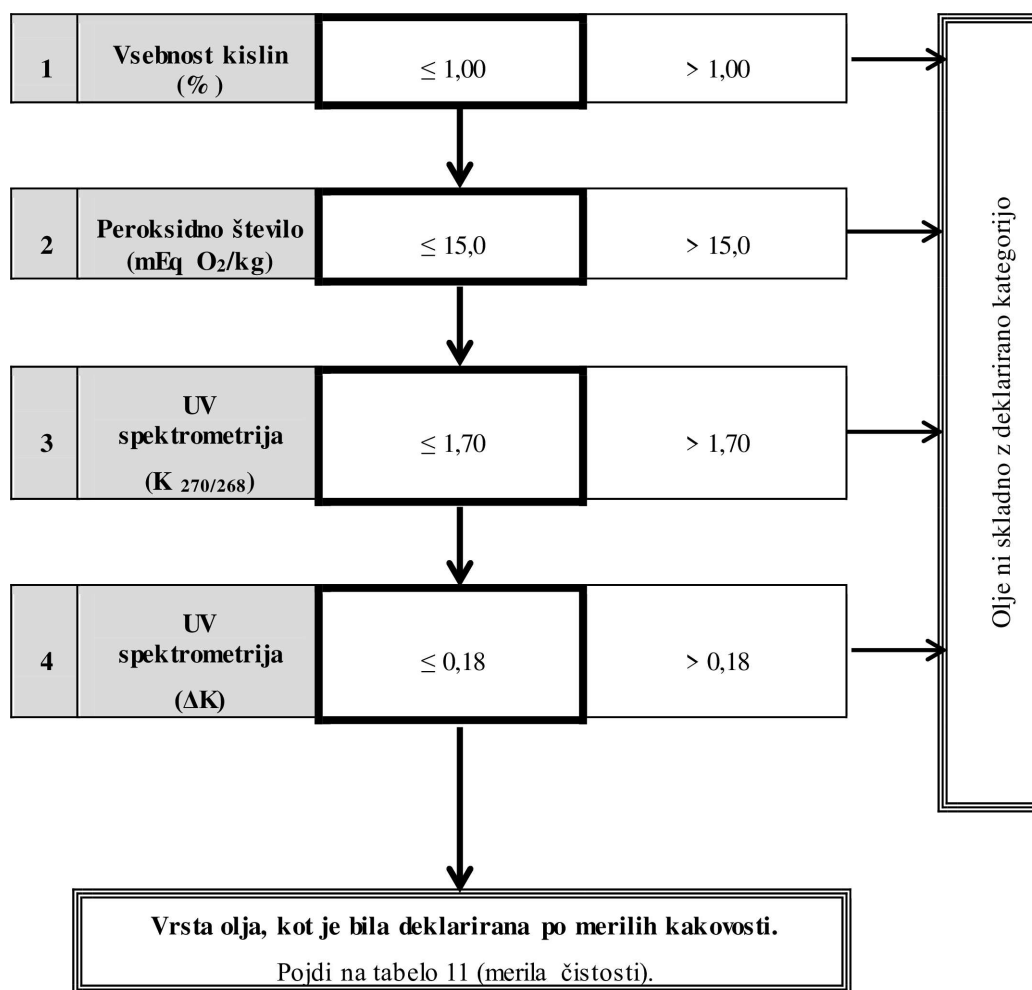 1
Vsebnost kislin
(% )
≤ 1,00
> 1,00
2
Peroksidno število
(mEq O₂/kg)
≤ 15,0
> 15,0
3
UV
spektrometrija
(K 270/268)
≤ 1,70
> 1,70
4
UV
spektrometrija
(ΔK)
≤ 0,18
> 0,18
Olje ni skladno z deklarirano kategorijo
Vrsta olja, kot je bila deklarirana po merilih kakovosti.
Pojdi na tabelo 11 (merila čistosti).